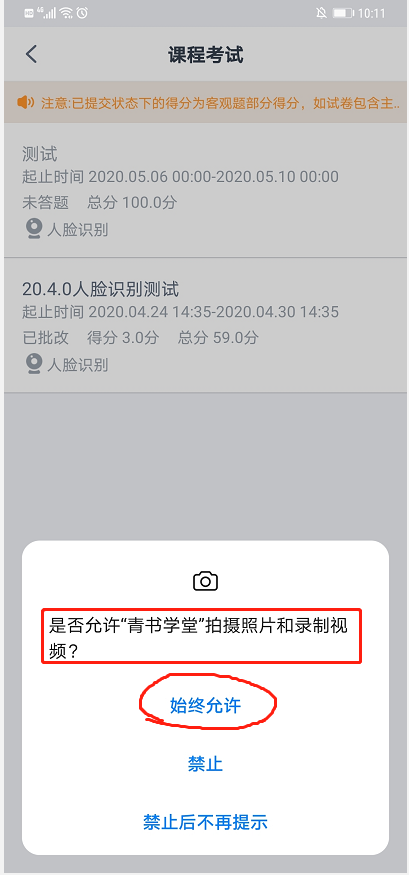 HD 4G 10:11
课程考试
注意:已提交状态下的得分为客观题部分得分，如试卷包含主...
测试
起止时间 2020.05.06 00:00-2020.05.10 00:00
未答题 总分 100.0分
人脸识别
20.4.0人脸识别测试
起止时间 2020.04.24 14:35-2020.04.30 14:35
已批改 得分 3.0分 总分 59.0分
人脸识别
是否允许“青书学堂”拍摄照片和录制视
频？
始终允许
禁止
禁止后不再提示